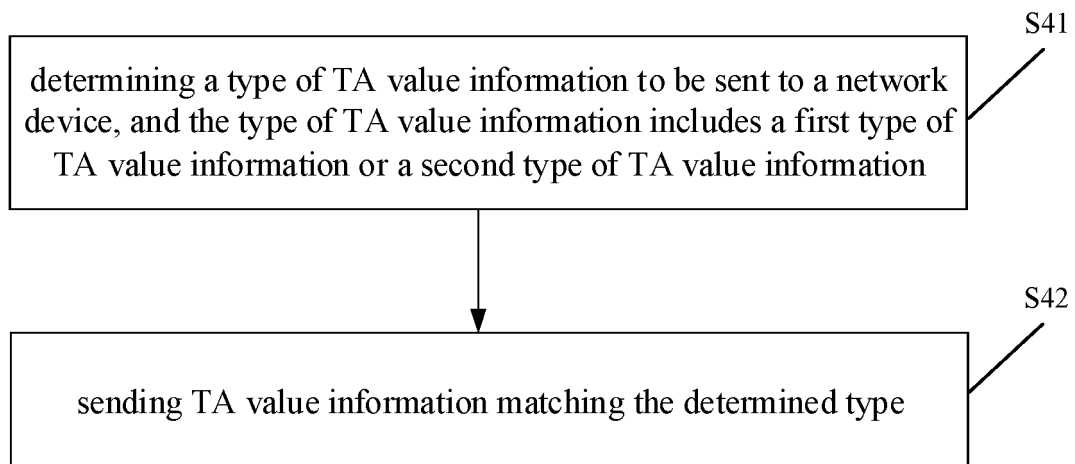 S41
determining a type of TA value information to be sent to a network
device, and the type of TA value information includes a first type of
TA value information or a second type of TA value information
S42
sending TA value information matching the determined type